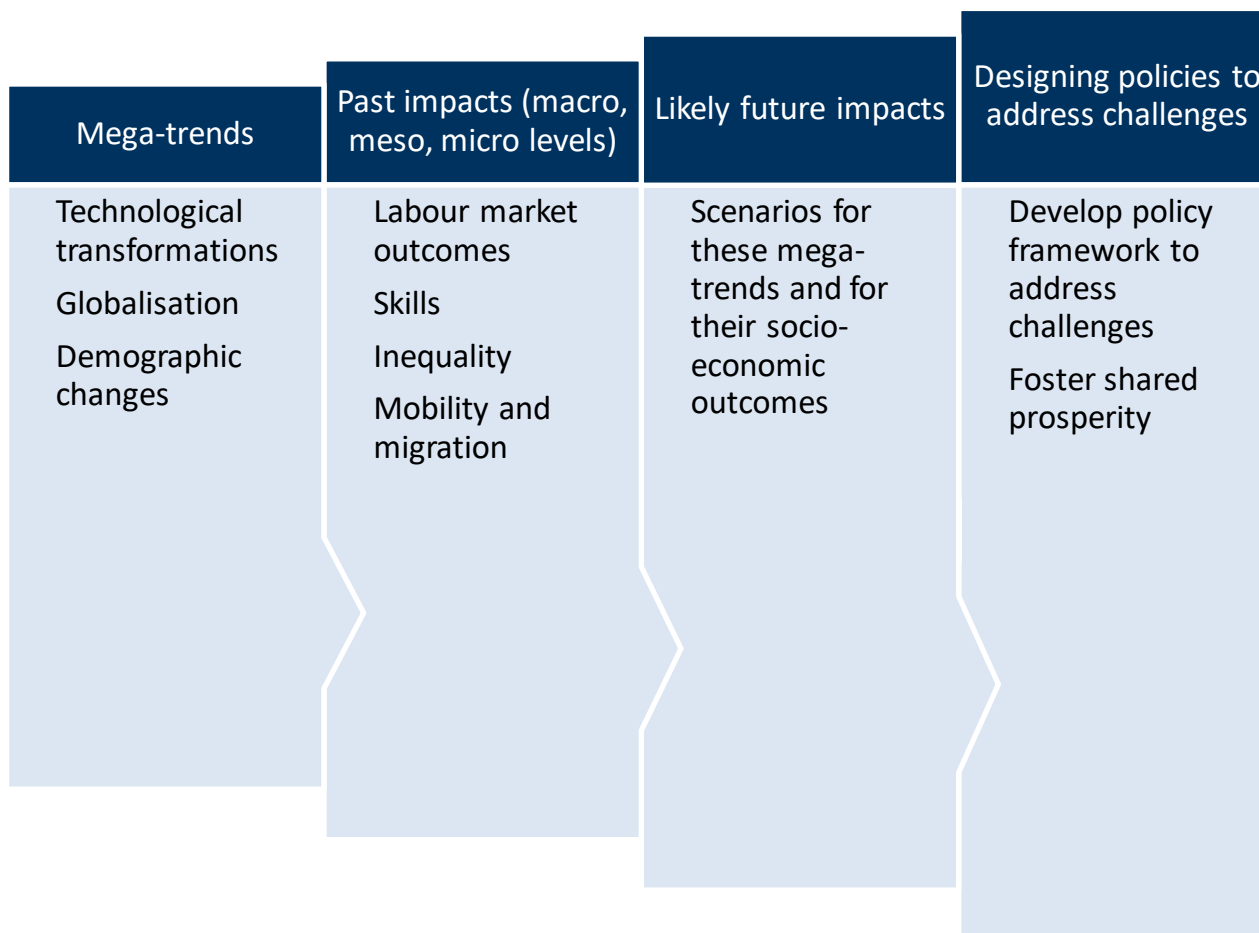 Mega-trends
Technological
transformations
Globalisation
Demographic
changes
Past impacts (macro,
meso, micro levels)
Labour market
outcomes
Skills
Inequality
Mobility and
migration
Likely future impacts
Scenarios for
these mega-
trends and for
their socio-
economic
outcomes
Designing policies to
address challenges
Develop policy
framework to
address
challenges
Foster shared
prosperity